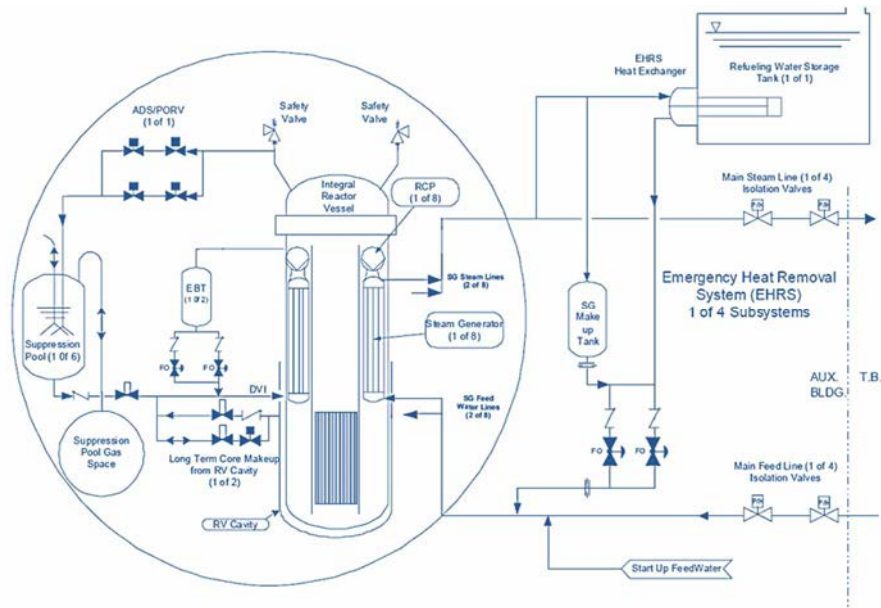 EHRS
Heat Exchanger
Refueling Water Storage
Tank (1 of 1)
ADS/PORV
(1 of 1)
Safety
Valve
Safety
Valve
Integral
Reactor
Vessel
RCP
(1 of 8)
Main Steam Line (1 of 4)
Isolation Valves
SG Steam Lines
(2 of 8)
EBT
(1 0f 2)
Emergency Heat Removal
System (EHRS)
1 of 4 Subsystems
SG
Make
up
Tank
Steam Generator
(1 of 8)
Suppression
Pool (1 0f 6)
FO
FO
AUX.
BLDG.
T.B.
DVI
SG Feed
Water Lines
(2 of 8)
Suppression
Pool Gas
Space
Long Term Core Makeup
from RV Cavity
(1 of 2)
FO
FO
Main Feed Line (1 of 4)
Isolation Valves
RV Cavity
Start Up FeedWater